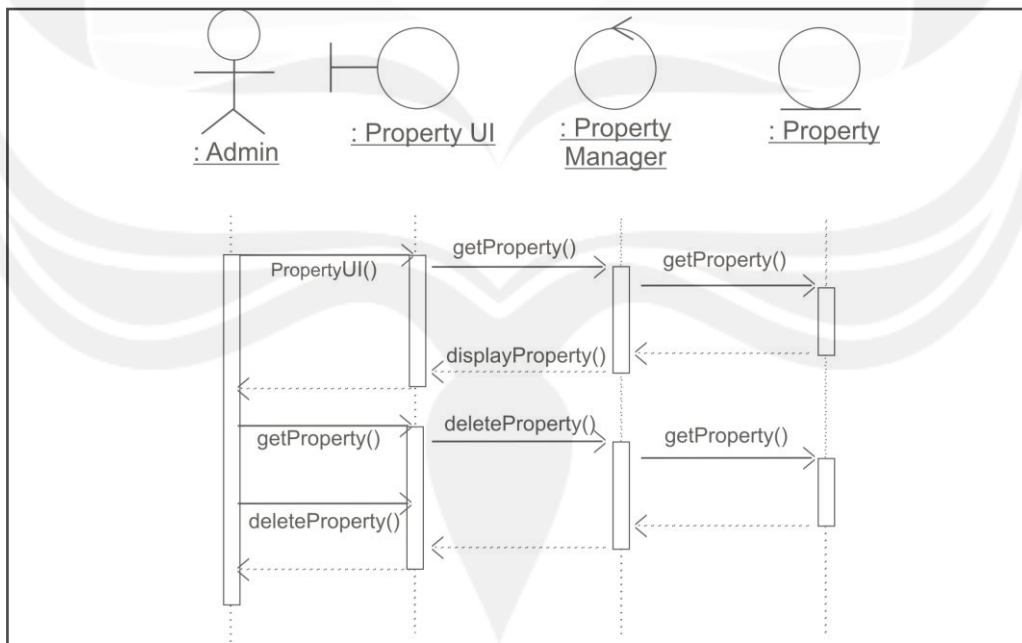 : Admin
: Property UI
: Property
Manager
: Property
PropertyUI()
getProperty()
getProperty()
displayProperty()
getProperty()
deleteProperty()
getProperty()
deleteProperty()